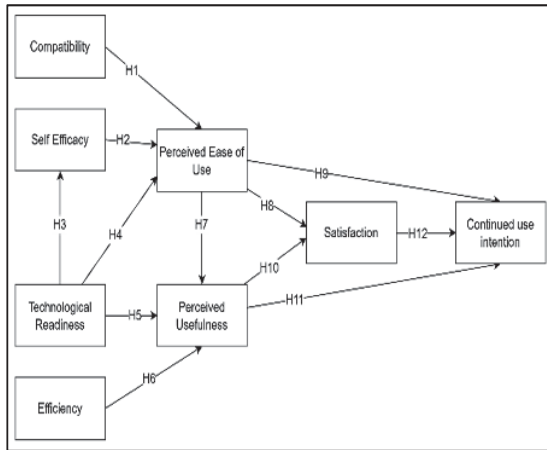 Compatibility
H1
Self Efficacy
H2
Perceived Ease of
Use
H9
H3
H4
H7
H8
Satisfaction
H12
Continued use
intention
H10
Technological
Readiness
H5
Perceived
Usefulness
H11
H6
Efficiency